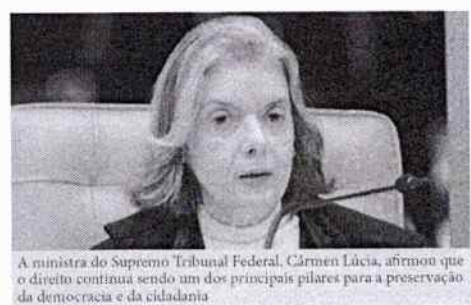 A ministra do Supremo Tribunal Federal, Cármen Lúcia, afirmou que
o direito continua sendo um dos principais pilares para a preservação
da democracia e da cidadania